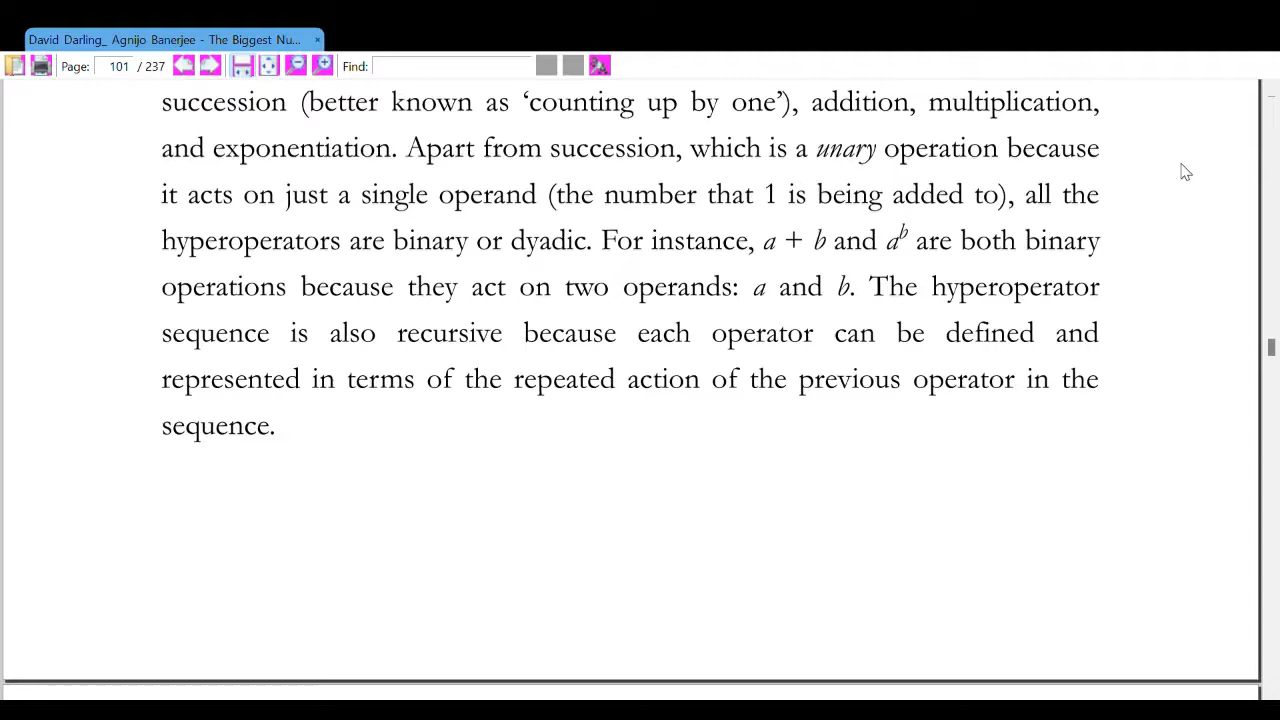 David Darling_ Agnijo Banerjee - The Biggest Nu... ×
Page: 101 / 237 Find:
succession (better known as ‘counting up by one’), addition, multiplication,
and exponentiation. Apart from succession, which is a unary operation because
it acts on just a single operand (the number that 1 is being added to), all the
hyperoperators are binary or dyadic. For instance, a + b and aᵇ are both binary
operations because they act on two operands: a and b. The hyperoperator
sequence is also recursive because each operator can be defined and
represented in terms of the repeated action of the previous operator in the
sequence.